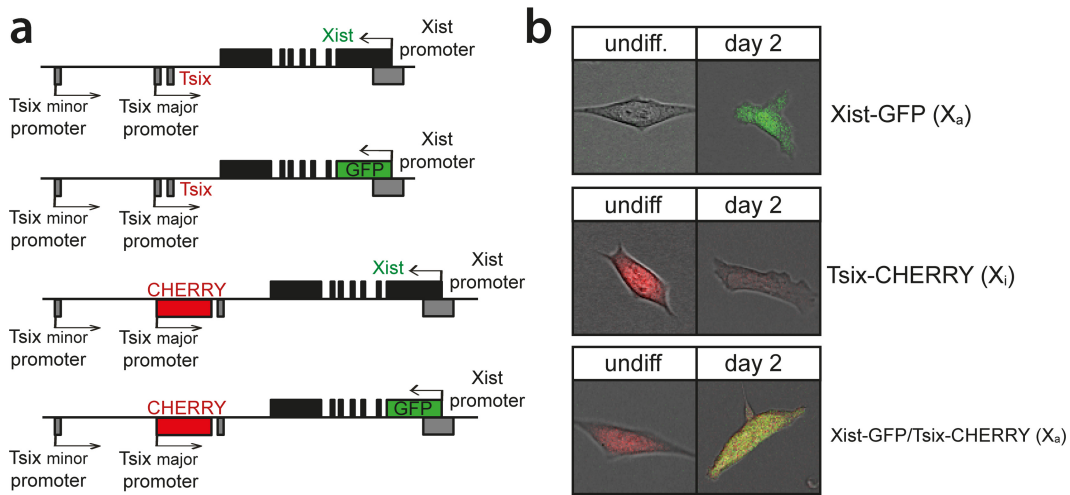 a
Xist
Xist
promoter
Tsix
Tsix minor
promoter
Tsix major
promoter
Xist
promoter
GFP
Tsix
Tsix minor
promoter
Tsix major
promoter
Xist
promoter
Xist
CHERRY
Tsix minor
promoter
Tsix major
promoter
Xist
promoter
GFP
CHERRY
Tsix minor
promoter
Tsix major
promoter
b
undiff. day 2
Xist-GFP (Xa)
undiff day 2
Tsix-CHERRY (Xi)
undiff day 2
Xist-GFP/Tsix-CHERRY (Xa)